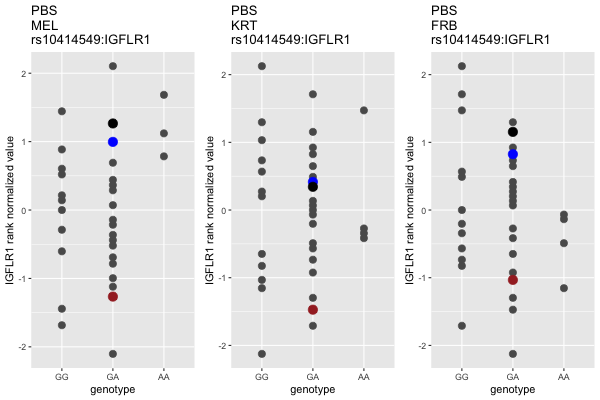 PBS
MEL
rs10414549:IGFLR1
IGFLR1 rank normalized value
2
1
0
-1
-2
GG GA AA
genotype
PBS
KRT
rs10414549:IGFLR1
IGFLR1 rank normalized value
2
1
0
-1
-2
GG GA AA
genotype
PBS
FRB
rs10414549:IGFLR1
IGFLR1 rank normalized value
2
1
0
-1
-2
GG GA AA
genotype